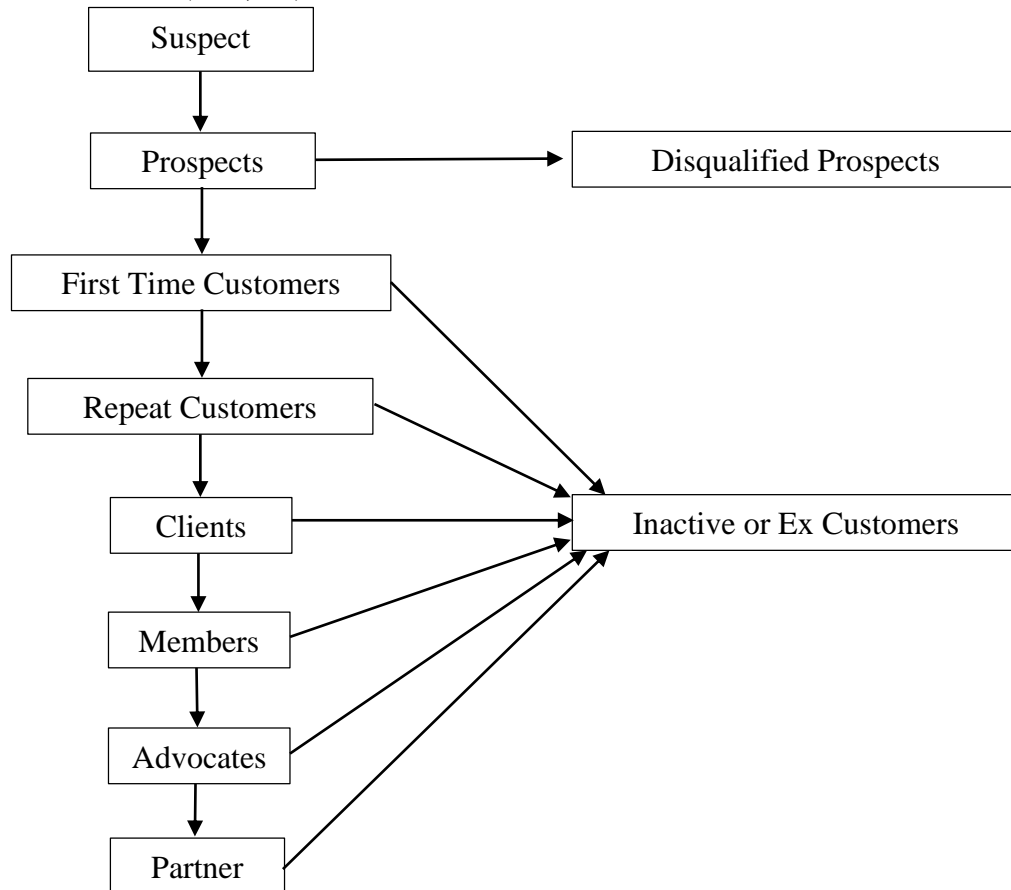 Suspect
Prospects
Disqualified Prospects
First Time Customers
Repeat Customers
Clients
Inactive or Ex Customers
Members
Advocates
Partner